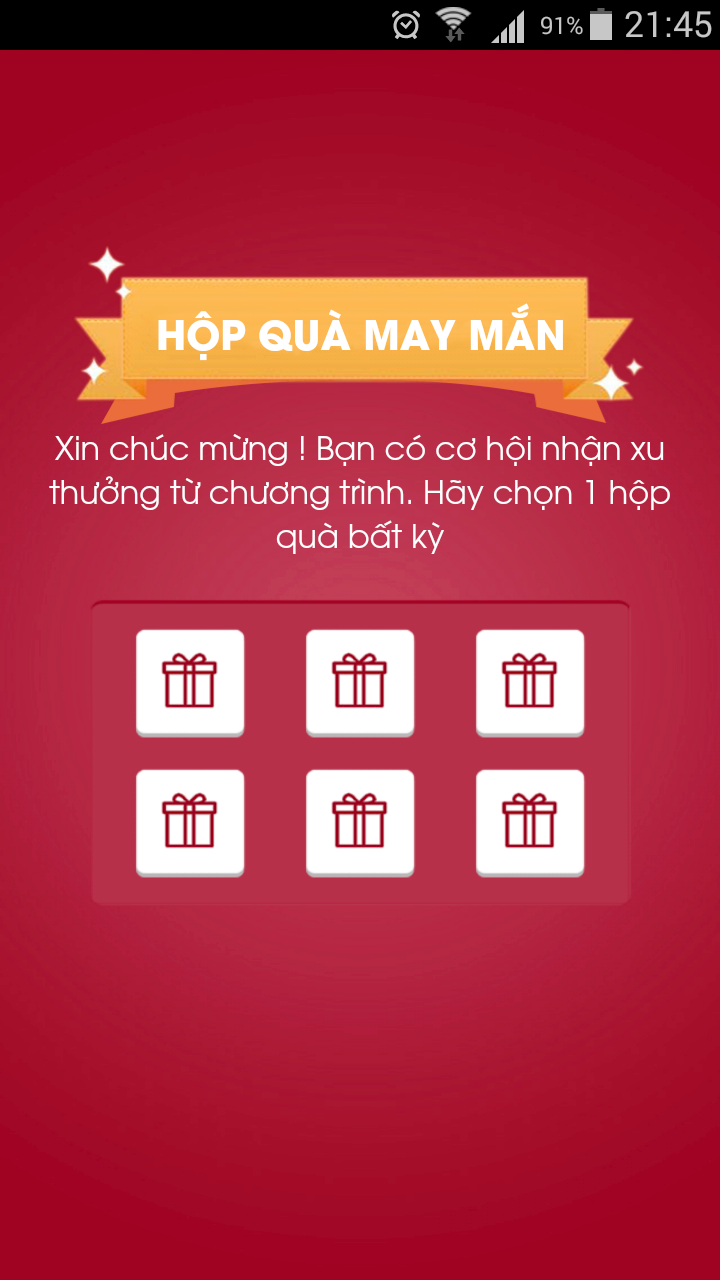 91% 21:45
HỘP QUÀ MAY MẮN
Xin chúc mừng ! Bạn có cơ hội nhận xu
thưởng từ chương trình. Hãy chọn 1 hộp
quà bất kỳ